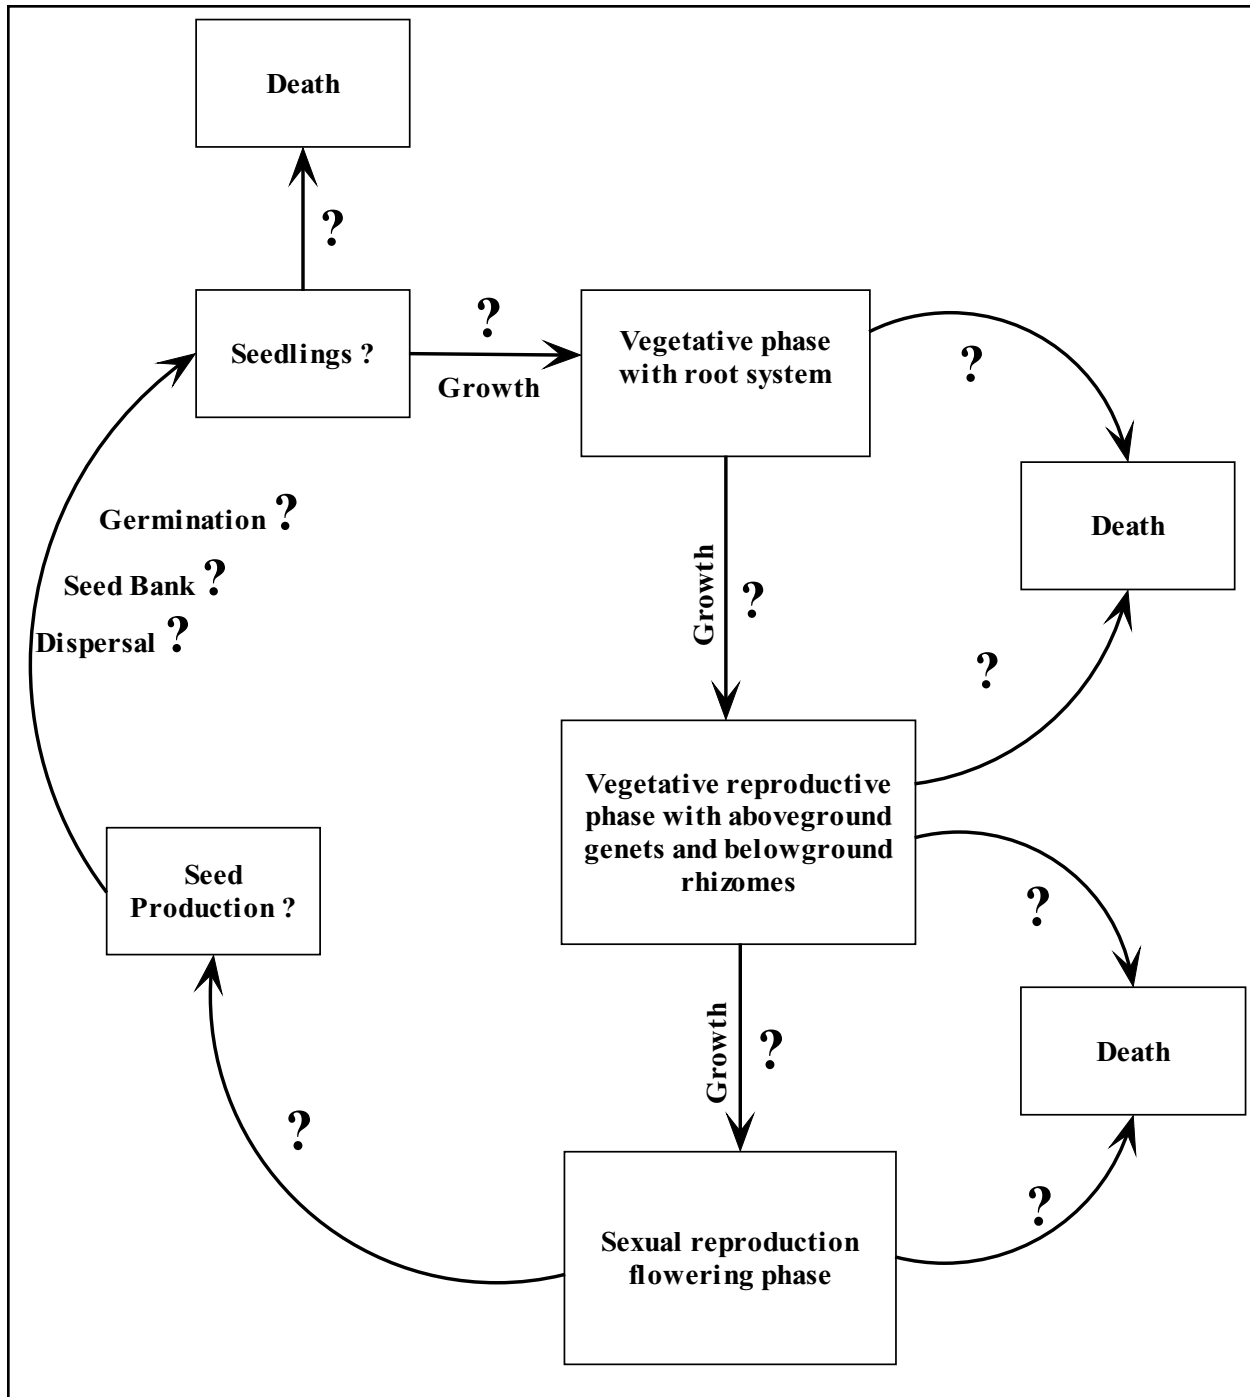 Death
?
Seedlings ?
?
Growth
Vegetative phase
with root system
?
Death
Germination ?
Seed Bank ?
Dispersal ?
Growth
?
?
Vegetative reproductive
phase with aboveground
genets and belowground
rhizomes
Seed
Production ?
?
Death
Growth
?
?
?
Sexual reproduction
flowering phase